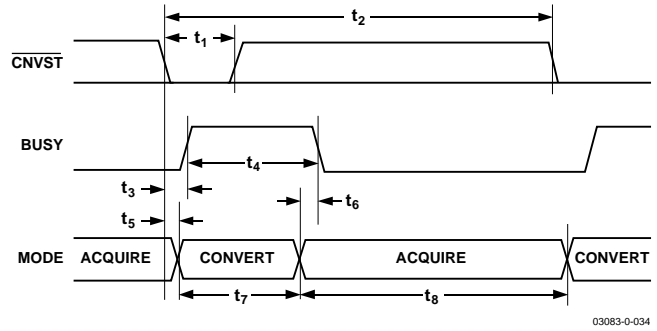 t2
t1
CNVST
BUSY
t4
t3
t6
t5
MODE ACQUIRE CONVERT ACQUIRE CONVERT
t7 t8
03083-0-034